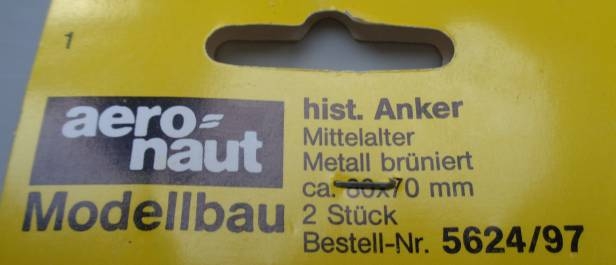 1
aero=
naut
Modellbau
hist. Anker
Mittelalter
Metall brüniert
ca. mm
2 Stück
Bestell-Nr. 5624/97